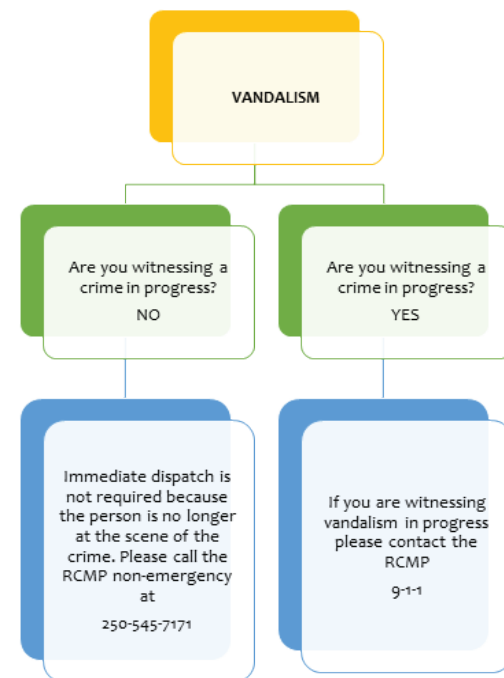 VANDALISM
Are you witnessing a
crime in progress?
NO
Are you witnessing a
crime in progress?
YES
Immediate dispatch is
not required because
the person is no longer
at the scene of the
crime. Please call the
RCMP non-emergency
at
250-545-7171
If you are witnessing
vandalism in progress
please contact the
RCMP
9-1-1